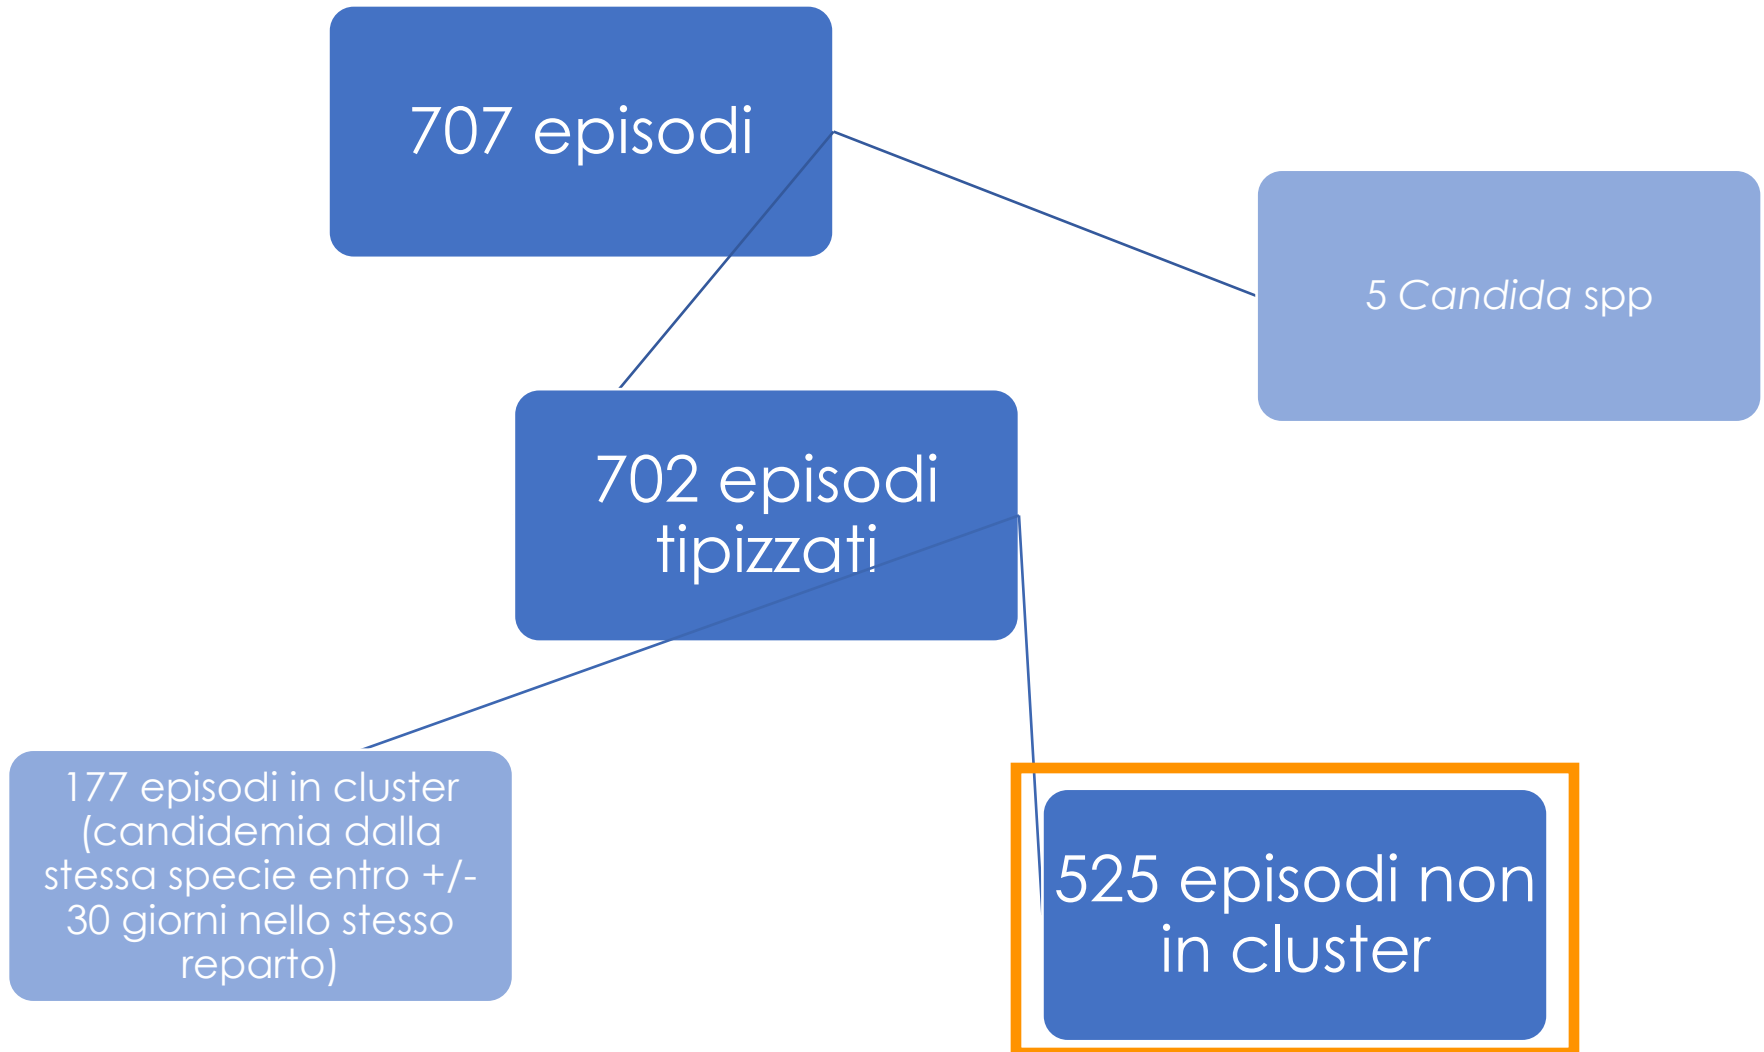 707 episodi
5 Candida spp
702 episodi
tipizzati
177 episodi in cluster
(candidemia dalla
stessa specie entro +/-
30 giorni nello stesso
reparto)
525 episodi non
in cluster